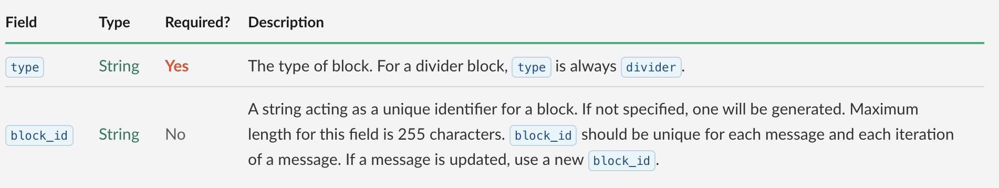 Field Type Required? Description
type String Yes The type of block. For a divider block, type is always divider.
A string acting as a unique identifier for a block. If not specified, one will be generated. Maximum
block_id String No length for this field is 255 characters. block_id should be unique for each message and each iteration
of a message. If a message is updated, use a new block_id.